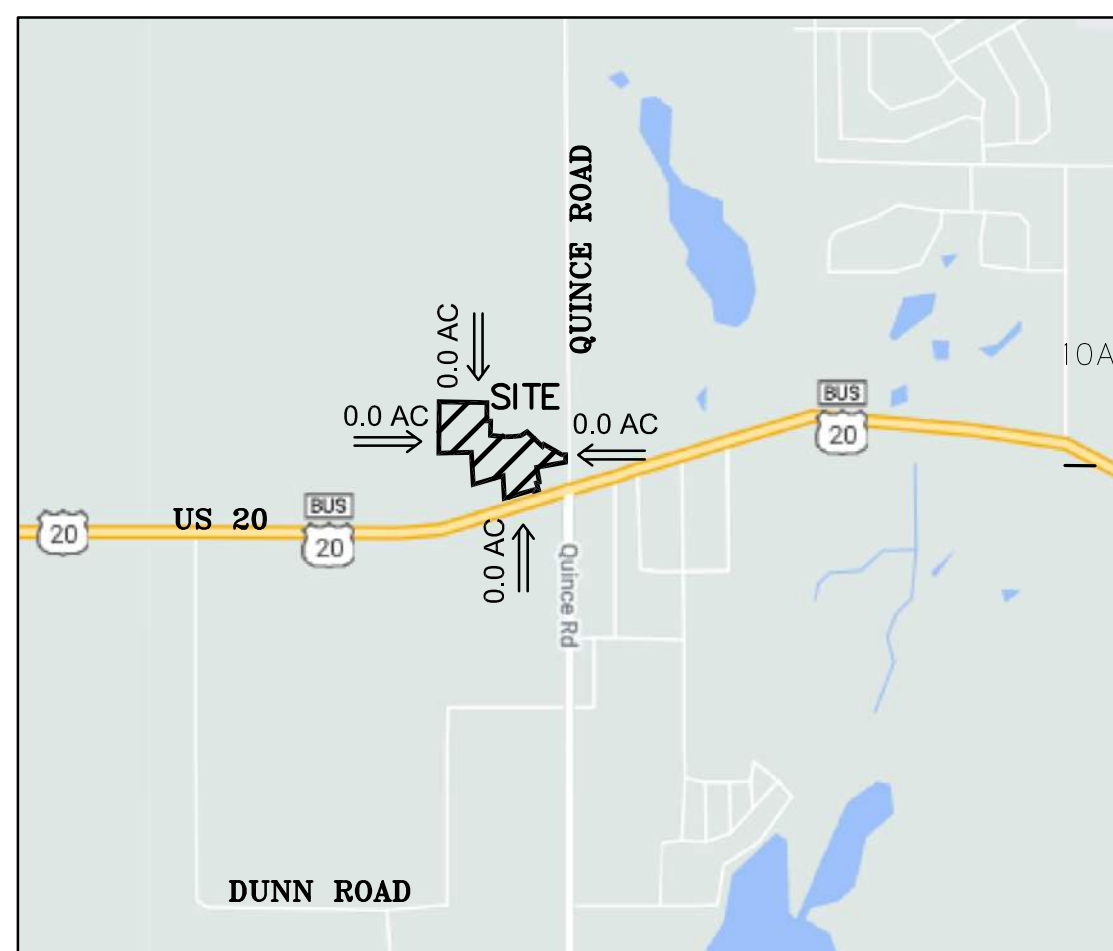 QUINCE ROAD
0.0 AC
SITE
0.0 AC
0.0 AC
10A
BUS
20
US 20
20
BUS
20
0.0 AC
Quince Rd
DUNN ROAD